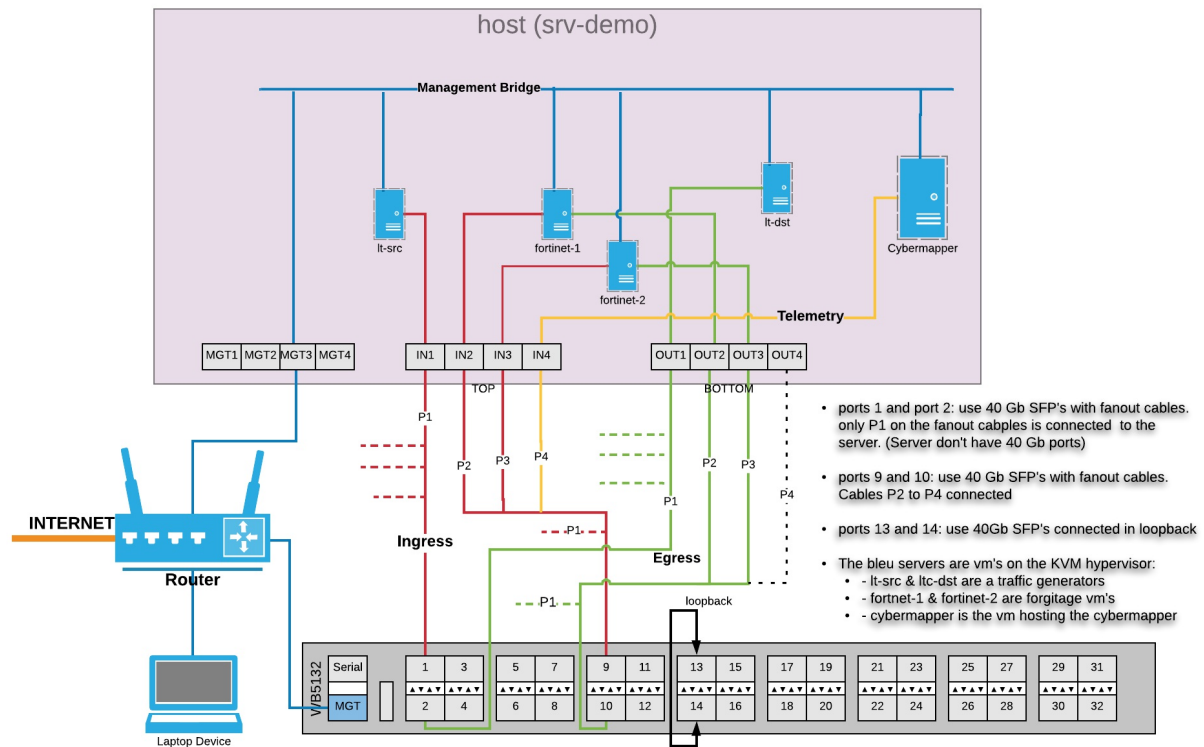 host (srv-demo)
Management Bridge
lt-src
fortinet-1
fortinet-2
lt-dst
Cybermapper
Telemetry
MGT1 MGT2 MGT3 MGT4
IN1 IN2 IN3 IN4
OUT1 OUT2 OUT3 OUT4
TOP
BOTTOM
P1
P2
P3
P4
P1
P2
P3
P4
P1
P1
Ingress
Egress
loopback
INTERNET
Router
Laptop Device
• ports 1 and port 2: use 40 Gb SFP's with fanout cables.
only P1 on the fanout cabples is connected to the
server. (Server don't have 40 Gb ports)
• ports 9 and 10: use 40 Gb SFP's with fanout cables.
Cables P2 to P4 connected
• ports 13 and 14: use 40Gb SFP's connected in loopback
• The bleu servers are vm's on the KVM hypervisor:
• - lt-src & ltc-dst are a traffic generators
• - fortnet-1 & fortinet-2 are forgitage vm's
• - cybermapper is the vm hosting the cybermapper
WB5132
Serial
MGT
1 3 5 7 9 11 13 15 17 19 21 23 25 27 29 31
2 4 6 8 10 12 14 16 18 20 22 24 26 28 30 32